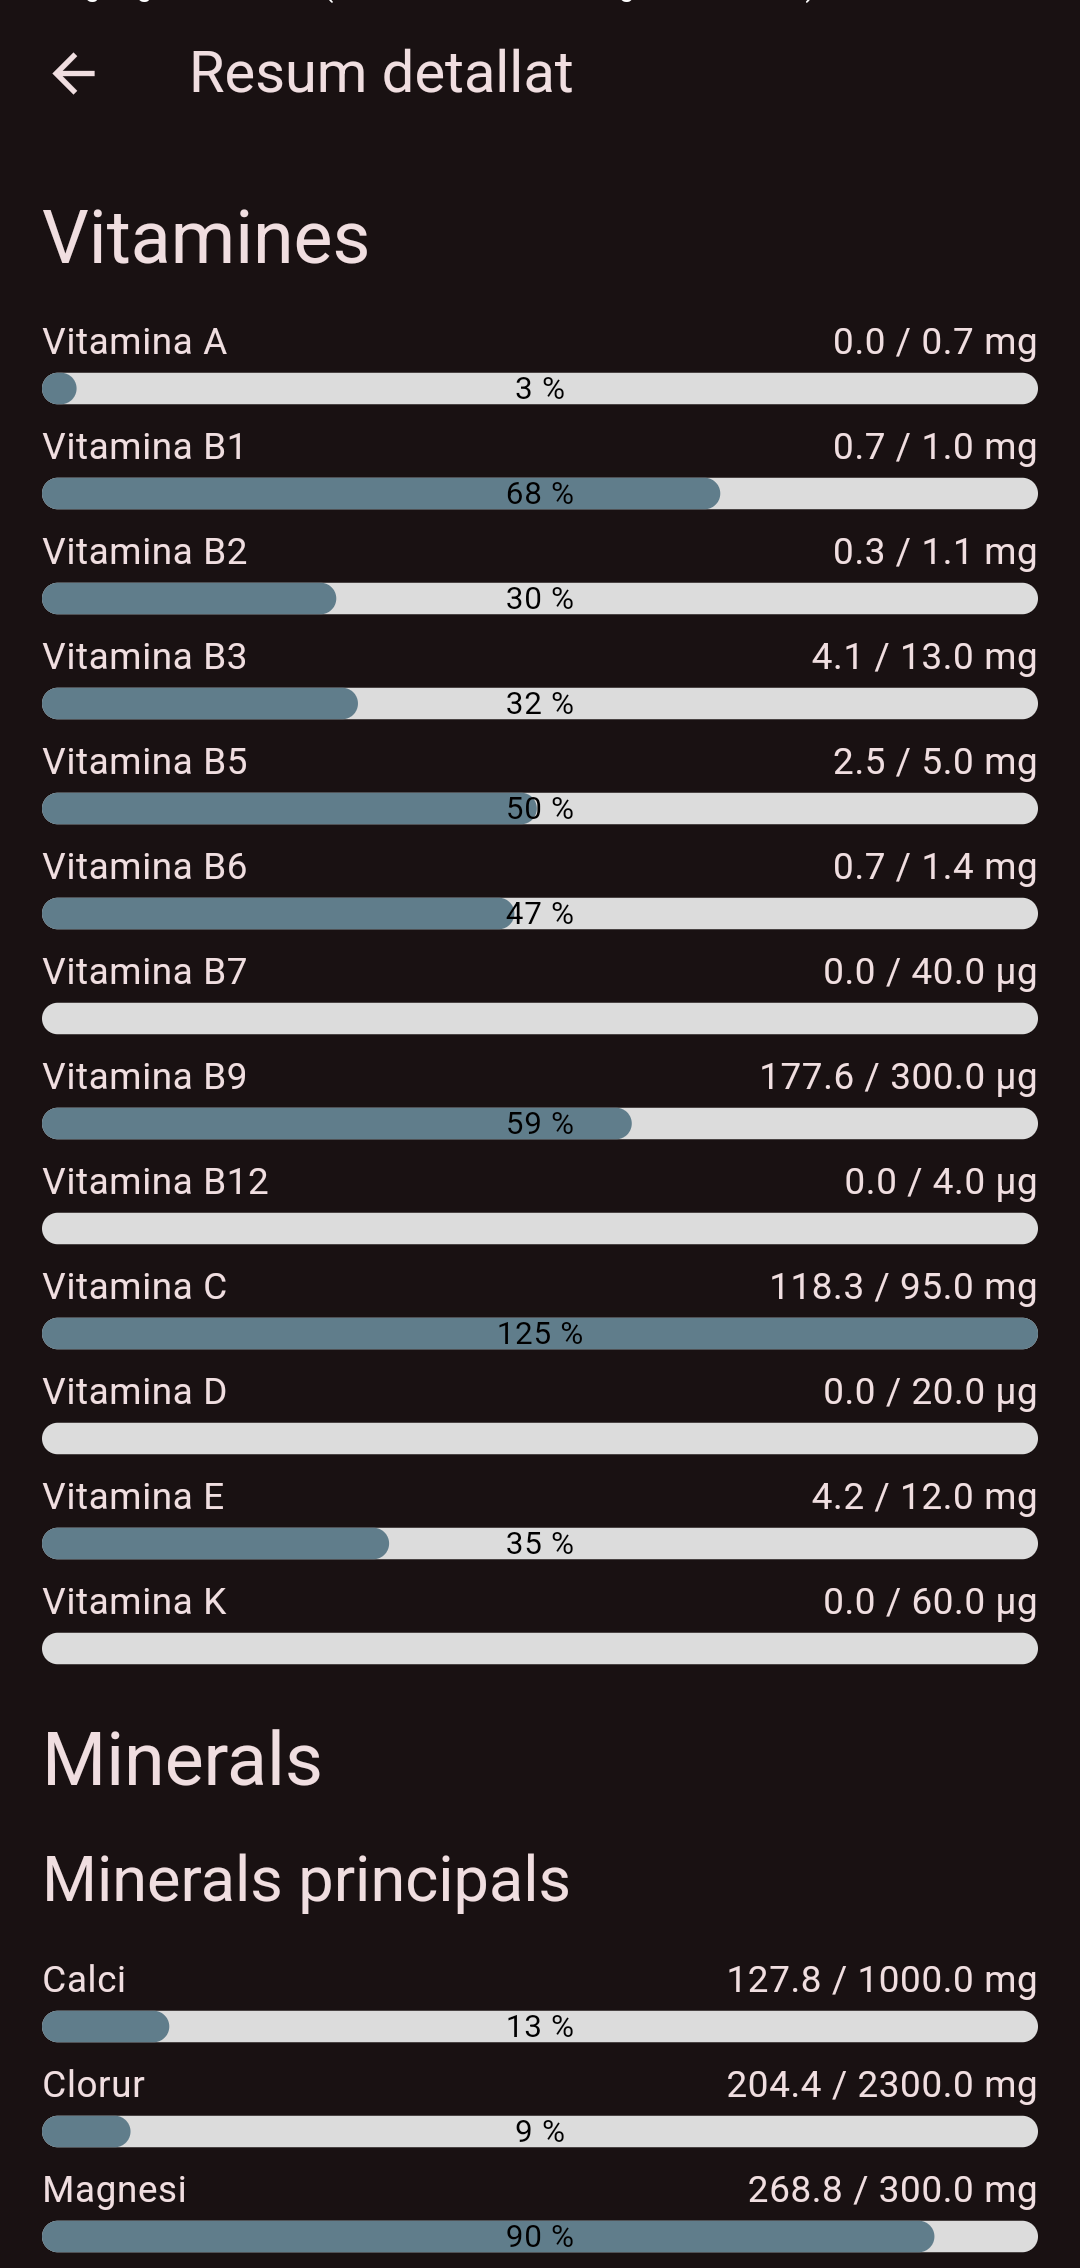 Resum detallat
Vitamines
Vitamina A 0.0 / 0.7 mg
3 %
Vitamina B1 0.7 / 1.0 mg
68 %
Vitamina B2 0.3 / 1.1 mg
30 %
Vitamina B3 4.1 / 13.0 mg
32 %
Vitamina B5 2.5 / 5.0 mg
50 %
Vitamina B6 0.7 / 1.4 mg
47 %
Vitamina B7 0.0 / 40.0 µg
Vitamina B9 177.6 / 300.0 µg
59 %
Vitamina B12 0.0 / 4.0 µg
Vitamina C 118.3 / 95.0 mg
125 %
Vitamina D 0.0 / 20.0 µg
Vitamina E 4.2 / 12.0 mg
35 %
Vitamina K 0.0 / 60.0 µg
Minerals
Minerals principals
Calci 127.8 / 1000.0 mg
13 %
Clorur 204.4 / 2300.0 mg
9 %
Magnesi 268.8 / 300.0 mg
90 %